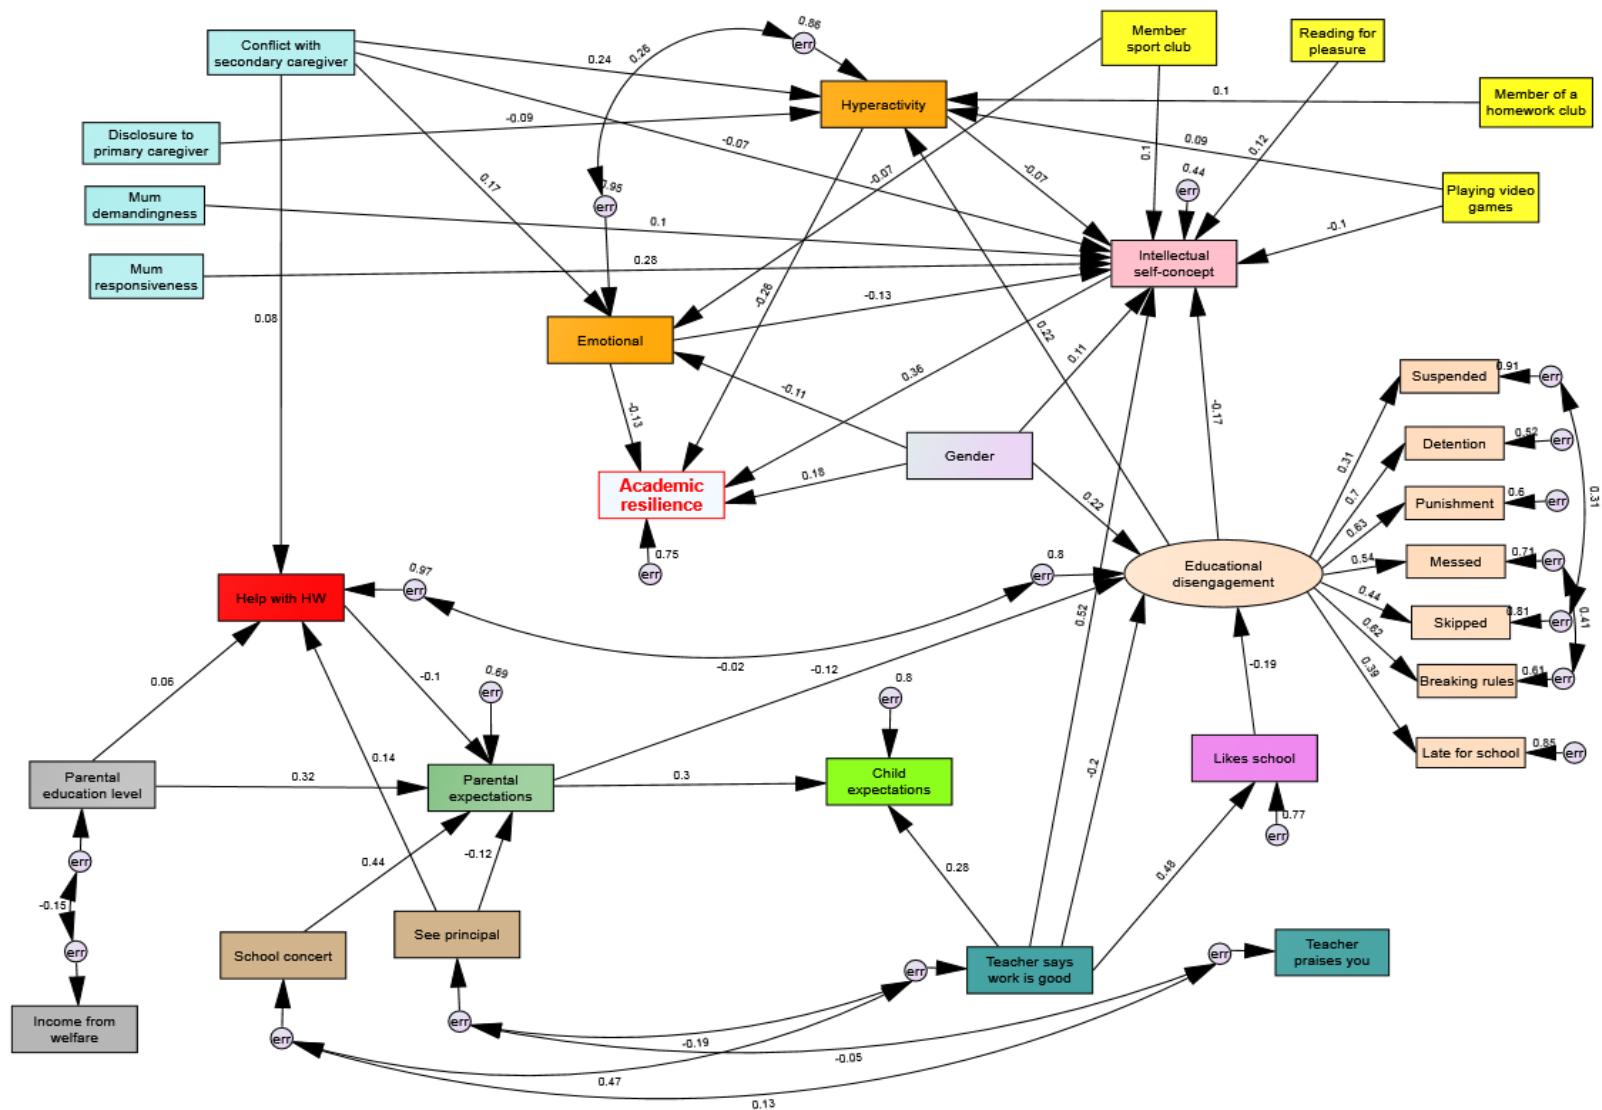 Conflict with
secondary caregiver
Disclosure to
primary caregiver
Mum
demandingness
Mum
responsiveness
0.24
-0.09
-0.07
0.17
0.1
0.28
0.08
0.26
0.86
err
0.95
err
Hyperactivity
Emotional
Member
sport club
Reading for
pleasure
Member of a
homework club
Playing video
games
0.1
0.09
0.12
0.1
-0.07
-0.07
-0.1
0.44
err
Intellectual
self-concept
-0.13
-0.26
-0.13
0.36
-0.11
0.11
0.22
-0.17
0.18
0.22
0.52
Gender
Academic
resilience
0.75
err
Suspended
0.91
err
Detention
0.52
err
Punishment
0.6
err
Messed
0.71
err
Skipped
0.81
err
Breaking rules
0.61
err
Late for school
0.85
err
0.31
0.7
0.63
0.54
0.44
0.62
0.39
0.31
0.41
Educational
disengagement
0.8
err
Help with HW
0.97
err
-0.02
-0.12
-0.19
-0.2
0.06
-0.1
0.14
0.69
err
0.8
err
Parental
education level
0.32
Parental
expectations
0.3
Child
expectations
Likes school
0.77
err
0.44
-0.12
0.28
0.48
err
-0.15
err
Income from
welfare
School concert
See principal
Teacher says
work is good
Teacher
praises you
err
err
err
err
-0.19
-0.05
0.47
0.13